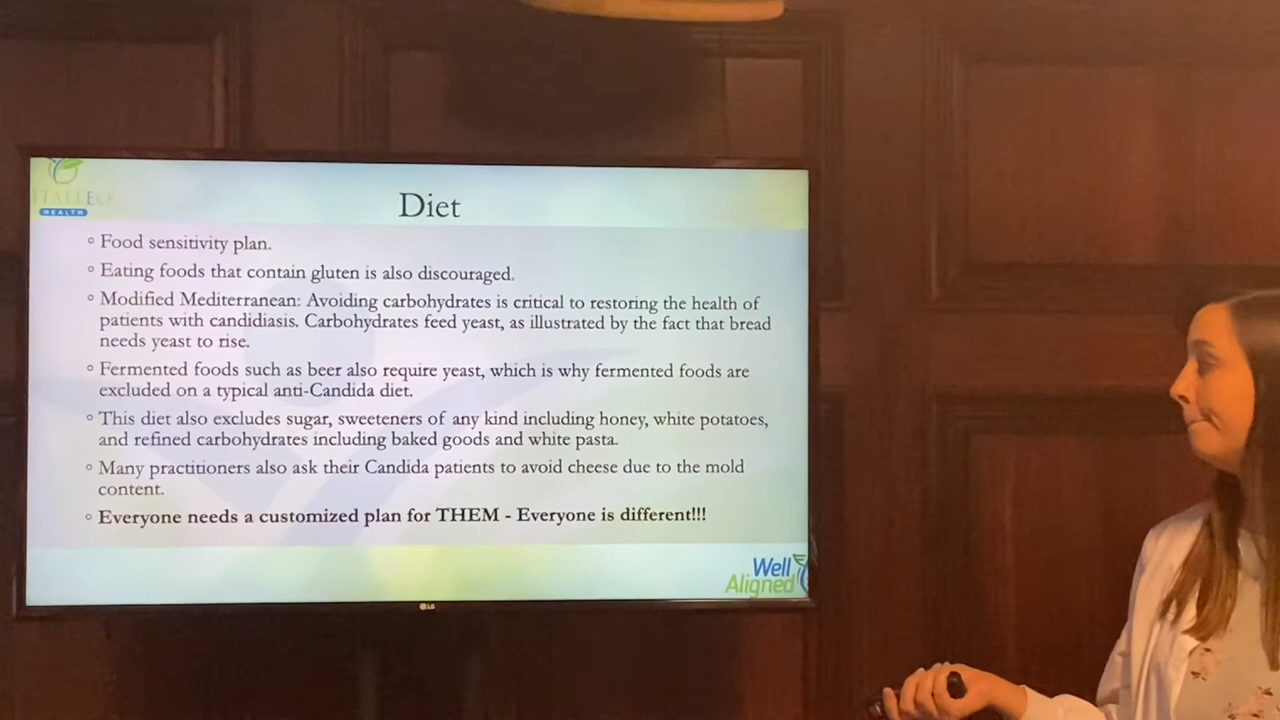 HEALTH
Diet
Food sensitivity plan.
Eating foods that contain gluten is also discouraged.
Modified Mediterranean: Avoiding carbohydrates is critical to restoring the health of
patients with candidiasis. Carbohydrates feed yeast, as illustrated by the fact that bread
needs yeast to rise.
Fermented foods such as beer also require yeast, which is why fermented foods are
excluded on a typical anti-Candida diet.
This diet also excludes sugar, sweeteners of any kind including honey, white potatoes,
and refined carbohydrates including baked goods and white pasta.
Many practitioners also ask their Candida patients to avoid cheese due to the mold
content.
Everyone needs a customized plan for THEM - Everyone is different!!!
Well
Aligned
LG